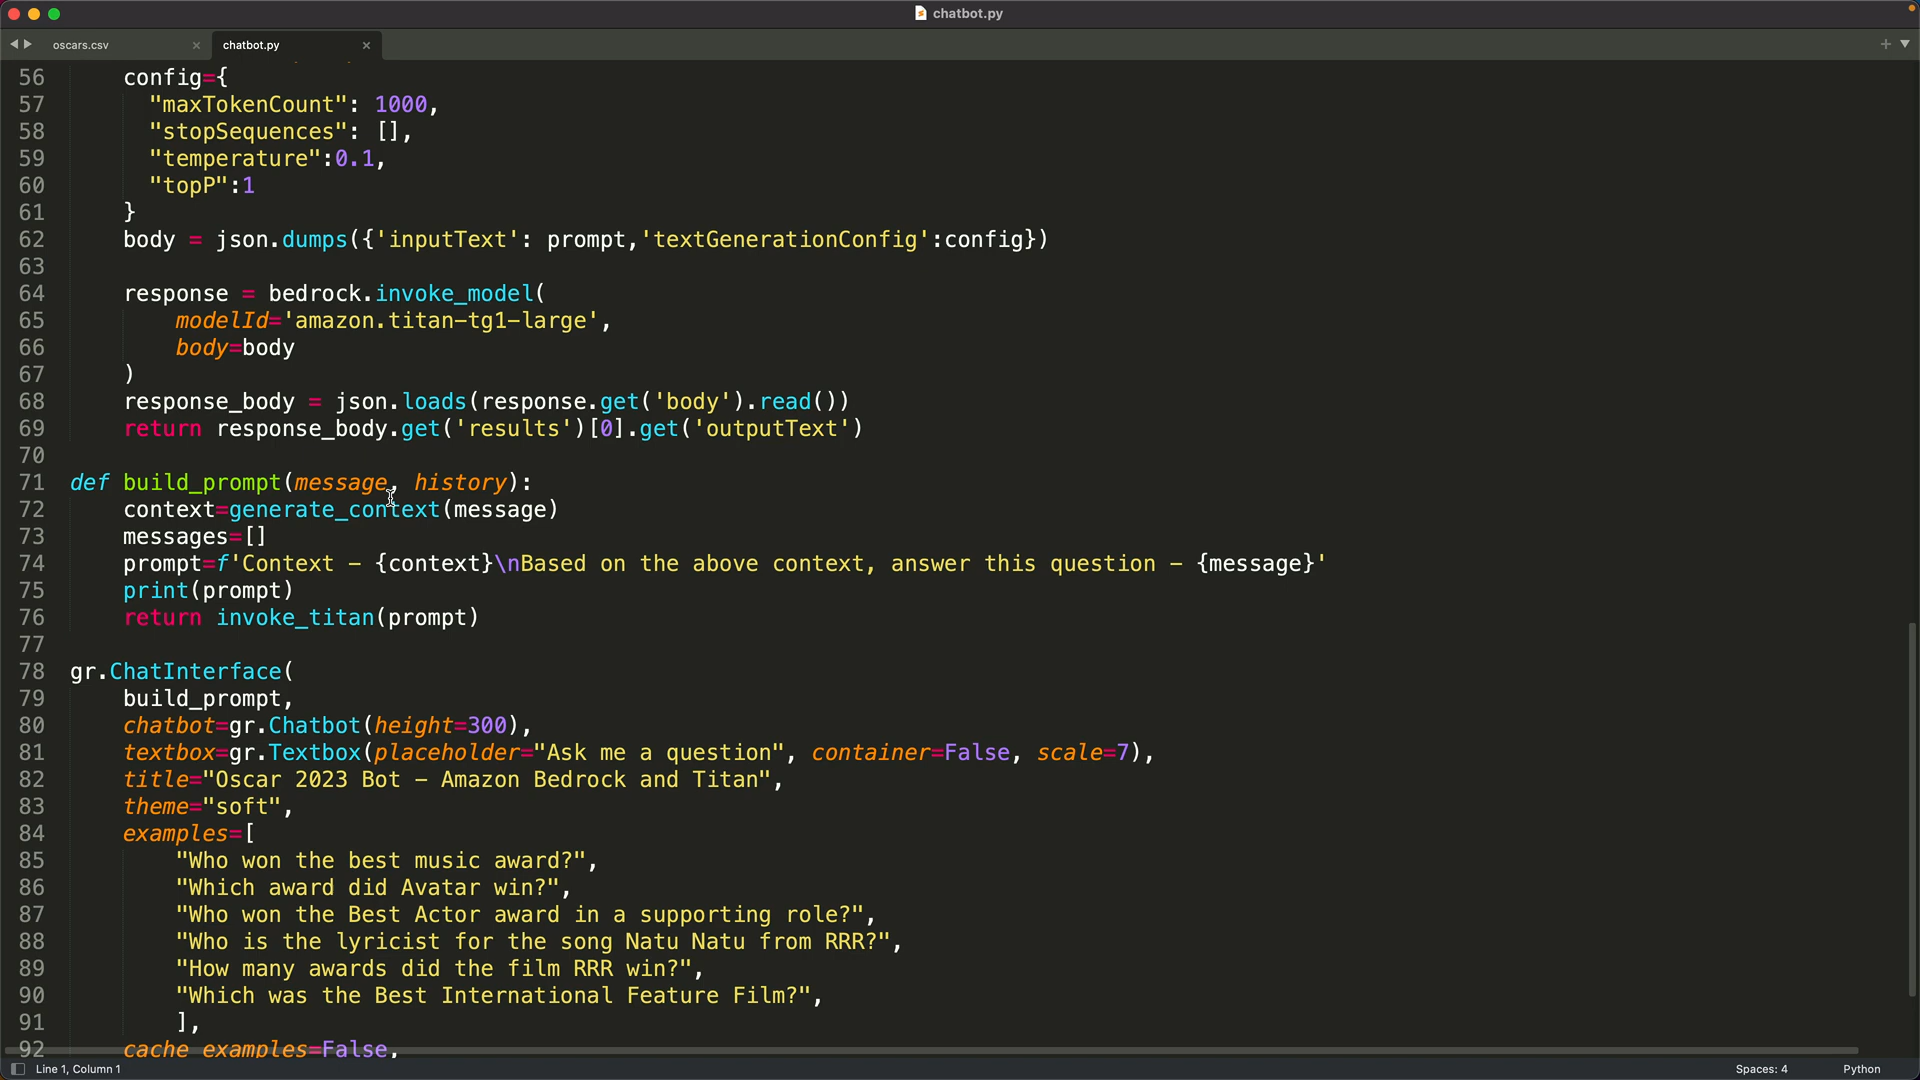 chatbot.py
oscars.csv
chatbot.py
56 config={
57 "maxTokenCount": 1000,
58 "stopSequences": [],
59 "temperature":0.1,
60 "topP":1
61 }
62 body = json.dumps({'inputText': prompt,'textGenerationConfig':config})
63
64 response = bedrock.invoke_model(
65 modelId='amazon.titan-tg1-large',
66 body=body
67 )
68 response_body = json.loads(response.get('body').read())
69 return response_body.get('results')[0].get('outputText')
70
71 def build_prompt(message, history):
72 context=generate_context(message)
73 messages=[]
74 prompt=f'Context - {context}\nBased on the above context, answer this question - {message}'
75 print(prompt)
76 return invoke_titan(prompt)
77
78 gr.ChatInterface(
79 build_prompt,
80 chatbot=gr.Chatbot(height=300),
81 textbox=gr.Textbox(placeholder="Ask me a question", container=False, scale=7),
82 title="Oscar 2023 Bot - Amazon Bedrock and Titan",
83 theme="soft",
84 examples=[
85 "Who won the best music award?",
86 "Which award did Avatar win?",
87 "Who won the Best Actor award in a supporting role?",
88 "Who is the lyricist for the song Natu Natu from RRR?",
89 "How many awards did the film RRR win?",
90 "Which was the Best International Feature Film?",
91 ],
92 cache_examples=False,
Line 1, Column 1
Spaces: 4
Python